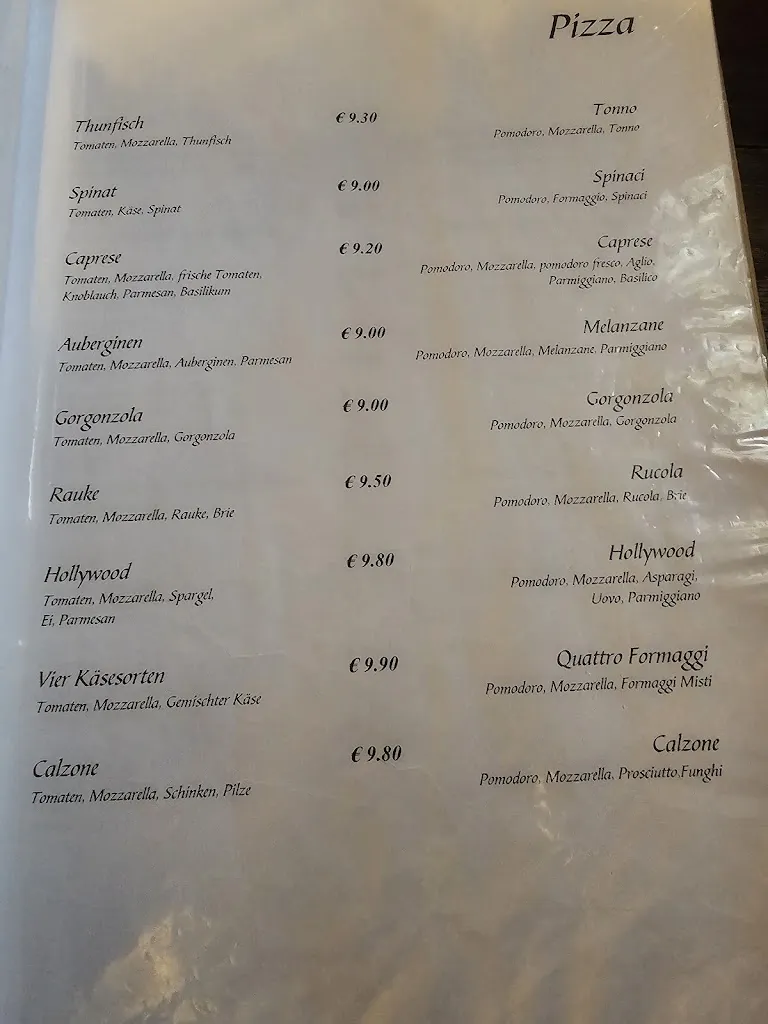 Pizza
Thunfisch € 9.30 Tonno
Tomaten, Mozzarella, Thunfisch Pomodoro, Mozzarella, Tonno
Spinat € 9.00 Spinaci
Tomaten, Käse, Spinat Pomodoro, Formaggio, Spinaci
Caprese € 9.20 Caprese
Tomaten, Mozzarella, frische Tomaten, Pomodoro, Mozzarella, pomodoro fresco, Aglio,
Knoblauch, Parmesan, Basilikum Parmiggiano, Basilico
Auberginen € 9.00 Melanzane
Tomaten, Mozzarella, Auberginen, Parmesan Pomodoro, Mozzarella, Melanzane, Parmiggiano
Gorgonzola € 9.00 Gorgonzola
Tomaten, Mozzarella, Gorgonzola Pomodoro, Mozzarella, Gorgonzola
Rauke € 9.50 Rucola
Tomaten, Mozzarella, Rauke, Brie Pomodoro, Mozzarella, Rucola, Brie
Hollywood € 9.80 Hollywood
Tomaten, Mozzarella, Spargel, Pomodoro, Mozzarella, Asparagi,
Ei, Parmesan Uovo, Parmiggiano
Vier Käsesorten € 9.90 Quattro Formaggi
Tomaten, Mozzarella, Gemischter Käse Pomodoro, Mozzarella, Formaggi Misti
Calzone € 9.80 Calzone
Tomaten, Mozzarella, Schinken, Pilze Pomodoro, Mozzarella, Prosciutto,Funghi